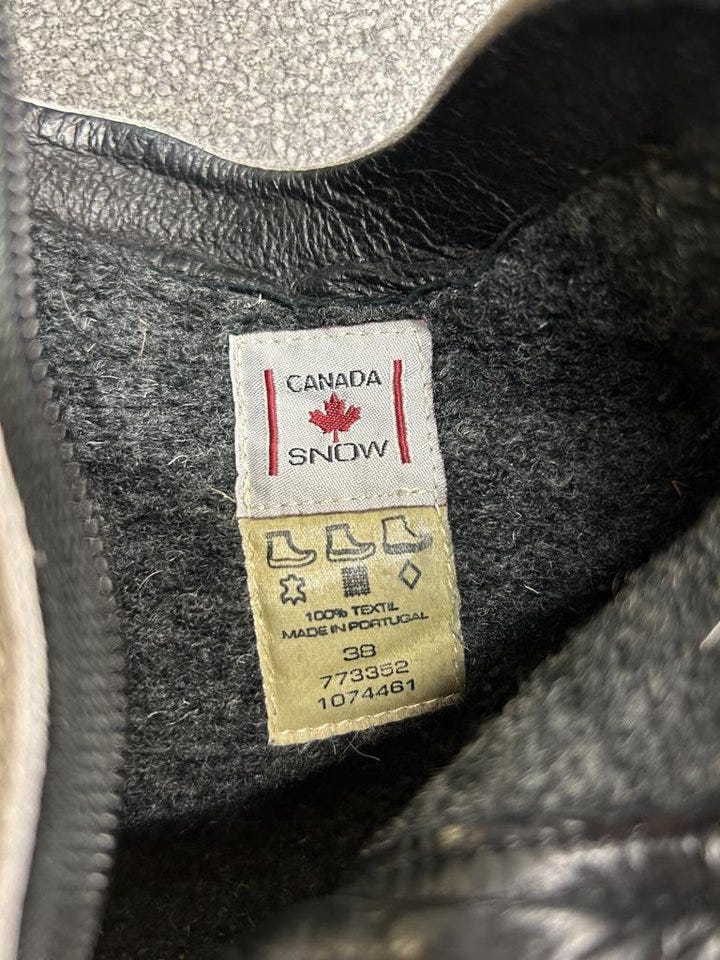 CANADA
SNOW
100% TEXTIL
MADE IN PORTUGAL
38
773352
1074461